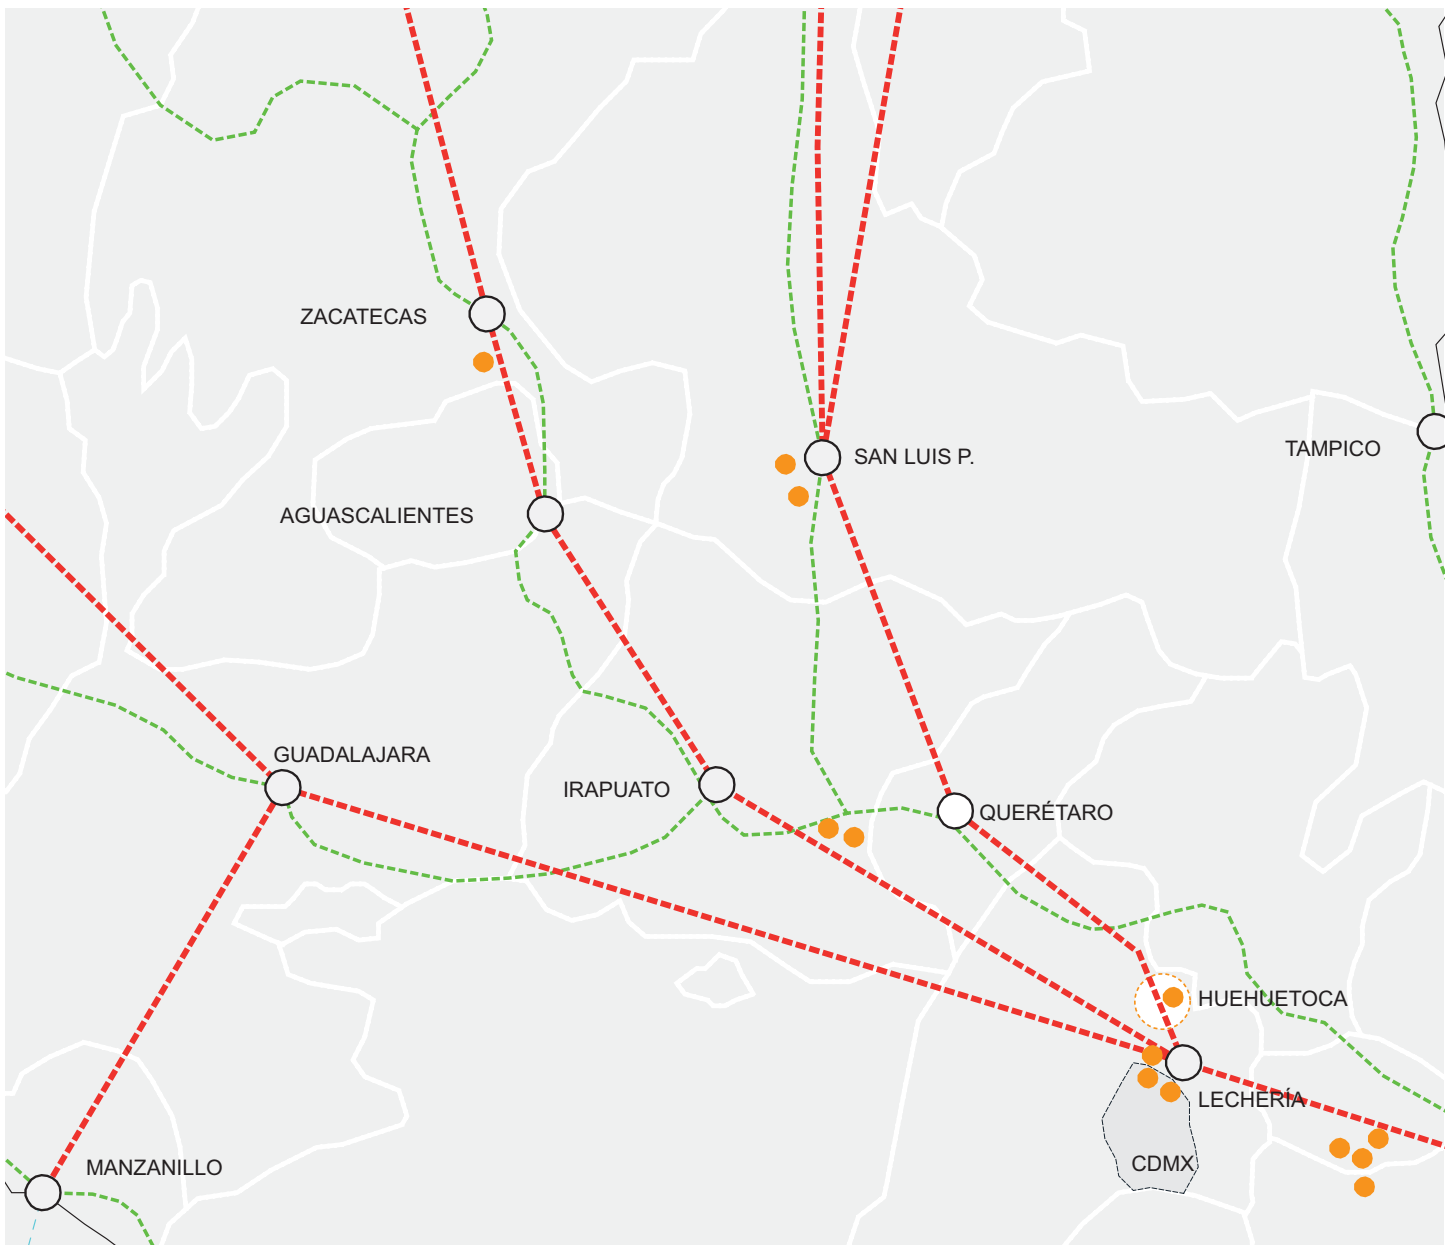 ZACATECAS
TAMPICO
SAN LUIS P.
AGUASCALIENTES
GUADALAJARA
IRAPUATO
QUERÉTARO
HUEHUETOCA
LECHERÍA
CDMX
MANZANILLO